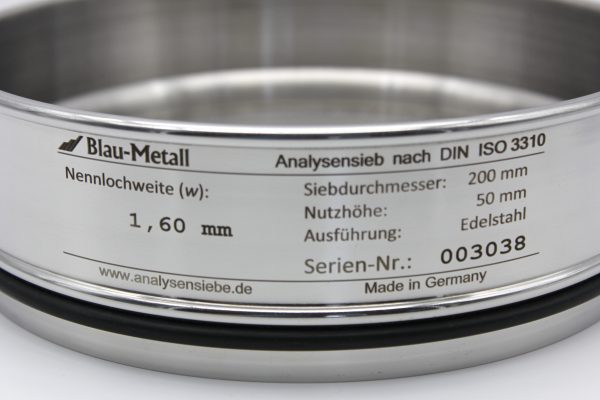 Blau-Metall
Analysensieb nach DIN ISO 3310
Nennlochweite (w):
1,60 mm
Siebdurchmesser: 200 mm
Nutzhöhe: 50 mm
Ausführung: Edelstahl
Serien-Nr.: 003038
www.analysensiebe.de
Made in Germany